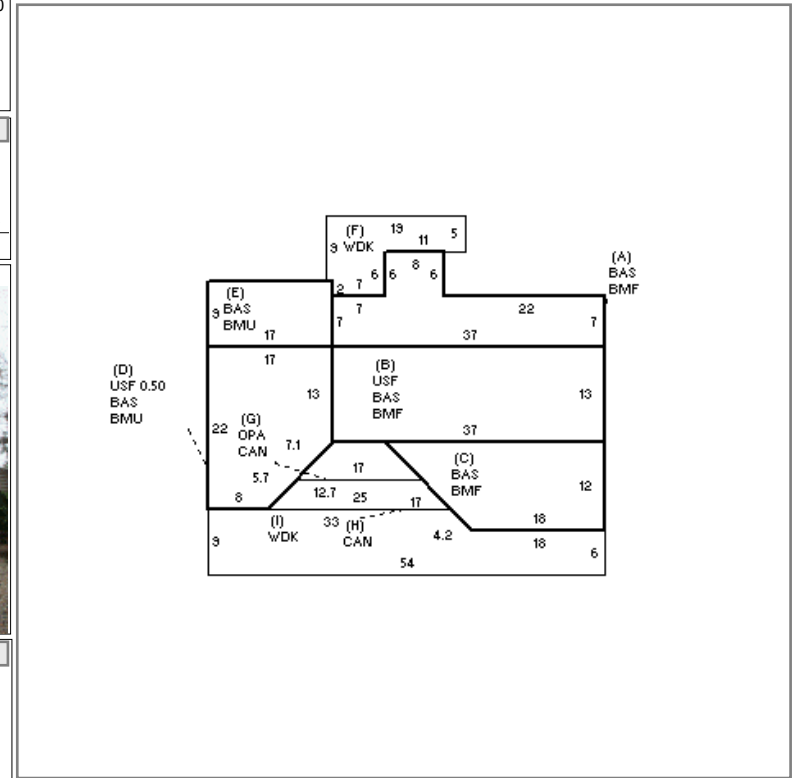 (F) 19 5
9 WDK 11
8
6 6 6
2 7
(A)
BAS
BMF
(E)
9 BAS
BMU
17
7 7 22 7
37
17
(D)
USF 0.50
BAS
BMU
(B)
USF
BAS
BMF
13 13
37
22
(G)
OPA
CAN
7.1
5.7
17
(C)
BAS
BMF
12
8
12.7 25 17
18
(I)
WDK
33 (H)
CAN
4.2
18
9 6
54